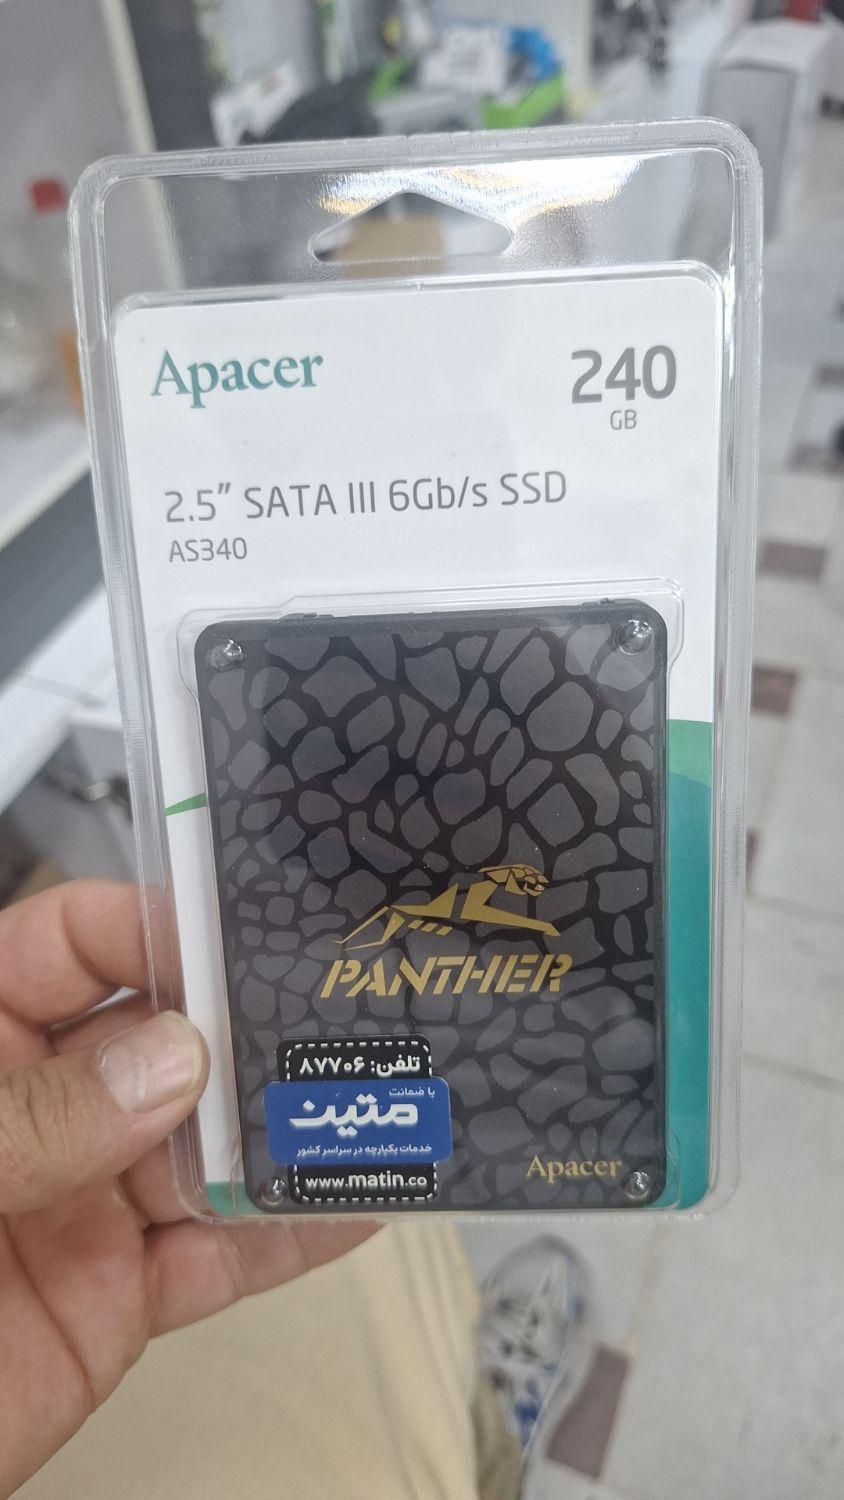 Apacer
240
GB
2.5" SATA III 6Gb/s SSD
AS340
PANTHER
تلفن: ۸۷۷۰۶
با ضمانت
متین
خدمات یکپارچه در سراسر کشور
www.matin.co
Apacer